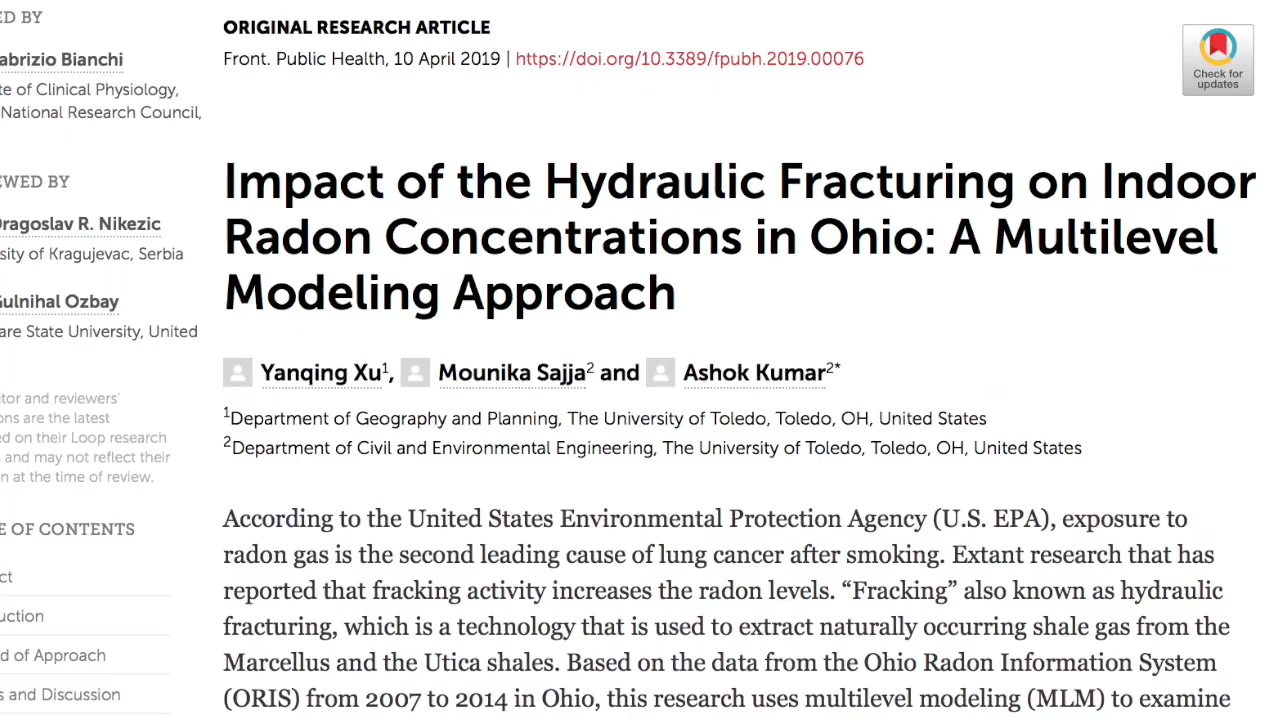 ED BY
abrizio Bianchi
te of Clinical Physiology,
National Research Council,
EWED BY
Dragoslav R. Nikezic
sity of Kragujevac, Serbia
Gulnihal Ozbay
are State University, United
tor and reviewers'
ons are the latest
ed on their Loop research
and may not reflect their
n at the time of review.
E OF CONTENTS
ct
uction
d of Approach
s and Discussion
ORIGINAL RESEARCH ARTICLE
Front. Public Health, 10 April 2019 | https://doi.org/10.3389/fpubh.2019.00076
Check for
updates
Impact of the Hydraulic Fracturing on Indoor
Radon Concentrations in Ohio: A Multilevel
Modeling Approach
Yanqing Xu¹, Mounika Sajja² and Ashok Kumar²*
¹Department of Geography and Planning, The University of Toledo, Toledo, OH, United States
²Department of Civil and Environmental Engineering, The University of Toledo, Toledo, OH, United States
According to the United States Environmental Protection Agency (U.S. EPA), exposure to
radon gas is the second leading cause of lung cancer after smoking. Extant research that has
reported that fracking activity increases the radon levels. “Fracking” also known as hydraulic
fracturing, which is a technology that is used to extract naturally occurring shale gas from the
Marcellus and the Utica shales. Based on the data from the Ohio Radon Information System
(ORIS) from 2007 to 2014 in Ohio, this research uses multilevel modeling (MLM) to examine